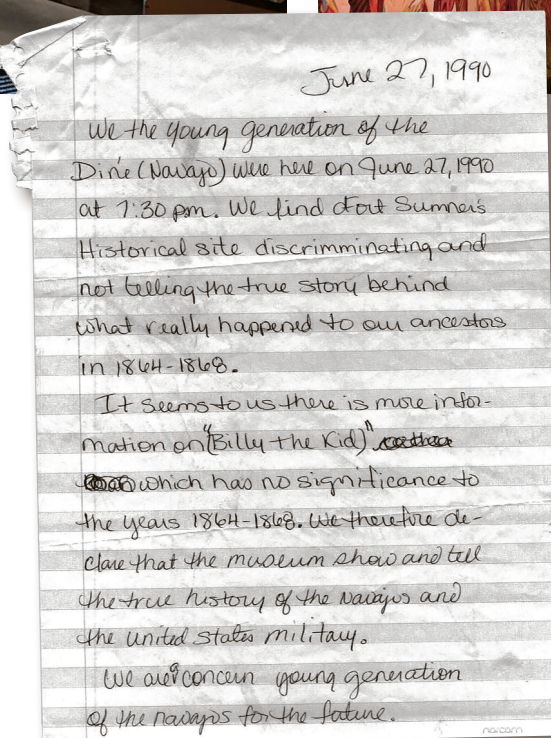 June 27, 1990
We the young generation of the
Diné (Navajo) were here on June 27, 1990
at 7:30 pm. We find Fort Sumner's
Historical site discrimminating and
not telling the true story behind
what really happened to our ancestors
in 1864-1868.
It seems to us there is more infor-
mation on "(Billy the Kid)"
which has no significance to
the years 1864-1868. We therefore de-
clare that the museum show and tell
the true history of the Navajos and
the United States military.
We are a concern young generation
of the navajos for the future.